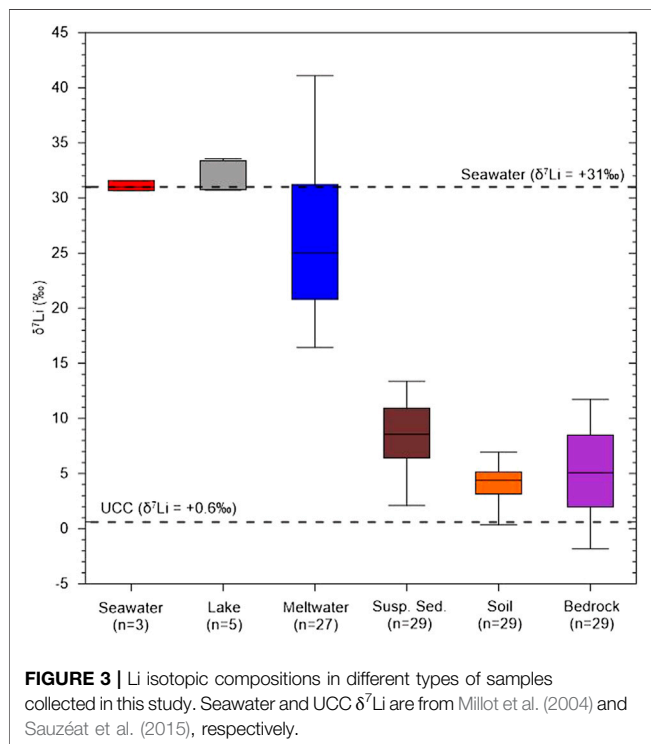 45
40
35
Seawater (δ⁷Li = +31‰)
30
25
δ⁷Li (‰)
20
15
10
5
UCC (δ⁷Li = +0.6‰)
0
-5
Seawater Lake Meltwater Susp. Sed. Soil Bedrock
(n=3) (n=5) (n=27) (n=29) (n=29) (n=29)
FIGURE 3 | Li isotopic compositions in different types of samples
collected in this study. Seawater and UCC δ⁷Li are from Millot et al. (2004) and
Sauzéat et al. (2015), respectively.